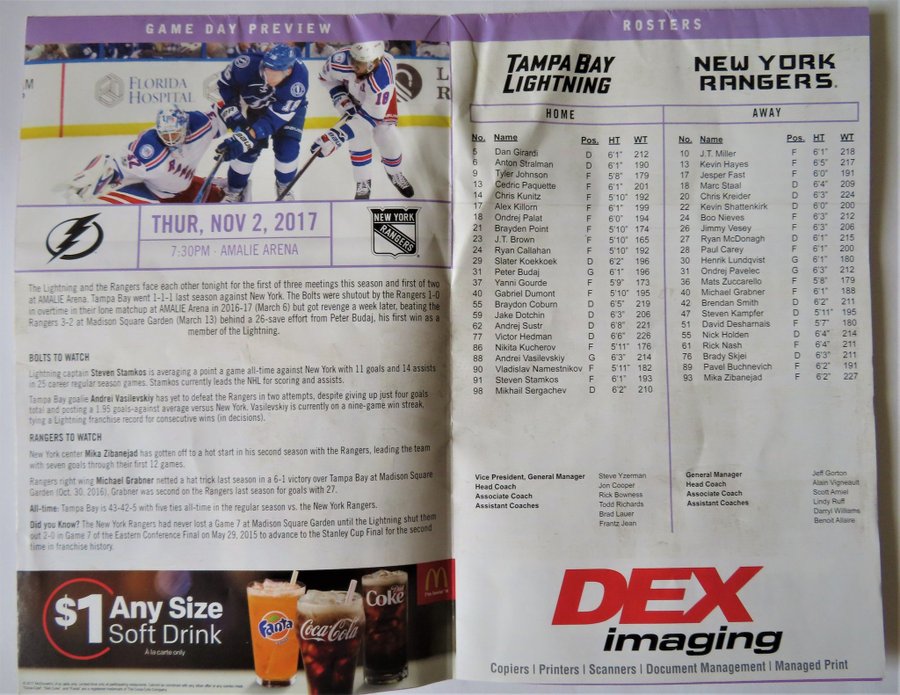 GAME DAY PREVIEW
FLORIDA
HOSPITAL
THUR, NOV 2, 2017
7:30PM · AMALIE ARENA
NEW YORK
RANGERS
The Lightning and the Rangers face each other tonight for the first of three meetings this season and first of two
at AMALIE Arena. Tampa Bay went 1-1-1 last season against New York. The Bolts were shutout by the Rangers 1-0
in overtime in their lone matchup at AMALIE Arena in 2016-17 (March 6) but got revenge a week later, beating the
Rangers 3-2 at Madison Square Garden (March 13) behind a 26-save effort from Peter Budaj, his first win as a
member of the Lightning.
BOLTS TO WATCH
Lightning captain Steven Stamkos is averaging a point a game all-time against New York with 11 goals and 14 assists
in 25 career regular season games. Stamkos currently leads the NHL for scoring and assists.
Tampa Bay goalie Andrei Vasilevskiy has yet to defeat the Rangers in two attempts, despite giving up just four goals
total and posting a 1.95 goals-against average versus New York. Vasilevskiy is currently on a nine-game win streak,
tying a Lightning franchise record for consecutive wins (in decisions).
RANGERS TO WATCH
New York center Mika Zibanejad has gotten off to a hot start in his second season with the Rangers, leading the team
with seven goals through their first 12 games.
Rangers right wing Michael Grabner netted a hat trick last season in a 6-1 victory over Tampa Bay at Madison Square
Garden (Oct. 30, 2016). Grabner was second on the Rangers last season for goals with 27.
All-time: Tampa Bay is 43-42-5 with five ties all-time in the regular season vs. the New York Rangers.
Did you Know? The New York Rangers had never lost a Game 7 at Madison Square Garden until the Lightning shut them
out 2-0 in Game 7 of the Eastern Conference Final on May 29, 2015 to advance to the Stanley Cup Final for the second
time in franchise history.
$1 Any Size
Soft Drink
À la carte only
Fanta
Coca-Cola
Diet Coke
ROSTERS
TAMPA BAY
LIGHTNING
HOME
No. Name Pos. HT WT
5 Dan Girardi D 6'1" 212
6 Anton Stralman D 6'1" 190
9 Tyler Johnson F 5'8" 179
13 Cedric Paquette F 6'1" 201
14 Chris Kunitz F 5'10" 192
17 Alex Killorn F 6'1" 199
18 Ondrej Palat F 6'0" 194
21 Brayden Point F 5'10" 174
23 J.T. Brown F 5'10" 165
24 Ryan Callahan F 5'10" 192
29 Slater Koekkoek D 6'2" 196
31 Peter Budaj G 6'1" 196
37 Yanni Gourde F 5'9" 173
40 Gabriel Dumont F 5'10" 195
55 Braydon Coburn D 6'5" 219
59 Jake Dotchin D 6'3" 206
62 Andrej Sustr D 6'8" 221
77 Victor Hedman D 6'6" 226
86 Nikita Kucherov F 5'11" 176
88 Andrei Vasilevskiy G 6'3" 214
90 Vladislav Namestnikov F 5'11" 182
91 Steven Stamkos F 6'1" 193
98 Mikhail Sergachev D 6'2" 210
Vice President, General Manager Steve Yzerman
Head Coach Jon Cooper
Associate Coach Rick Bowness
Assistant Coaches Todd Richards
Brad Lauer
Frantz Jean
NEW YORK
RANGERS.
AWAY
No. Name Pos. HT WT
10 J.T. Miller F 6'1" 218
13 Kevin Hayes F 6'5" 217
17 Jesper Fast F 6'0" 191
18 Marc Staal D 6'4" 209
20 Chris Kreider D 6'3" 224
22 Kevin Shattenkirk D 6'0" 200
24 Boo Nieves F 6'3" 212
26 Jimmy Vesey F 6'3" 206
27 Ryan McDonagh D 6'1" 215
28 Paul Carey F 6'1" 200
30 Henrik Lundqvist G 6'1" 180
31 Ondrej Pavelec G 6'3" 212
36 Mats Zuccarello F 5'8" 179
40 Michael Grabner F 6'1" 188
42 Brendan Smith D 6'2" 211
47 Steven Kampfer D 5'11" 195
51 David Desharnais F 5'7" 180
55 Nick Holden D 6'4" 214
61 Rick Nash F 6'4" 211
76 Brady Skjei D 6'3" 211
89 Pavel Buchnevich F 6'2" 191
93 Mika Zibanejad F 6'2" 227
General Manager Jeff Gorton
Head Coach Alain Vigneault
Associate Coach Scott Arniel
Assistant Coaches Lindy Ruff
Darryl Williams
Benoit Allaire
DEX
imaging
Copiers | Printers | Scanners | Document Management | Managed Print